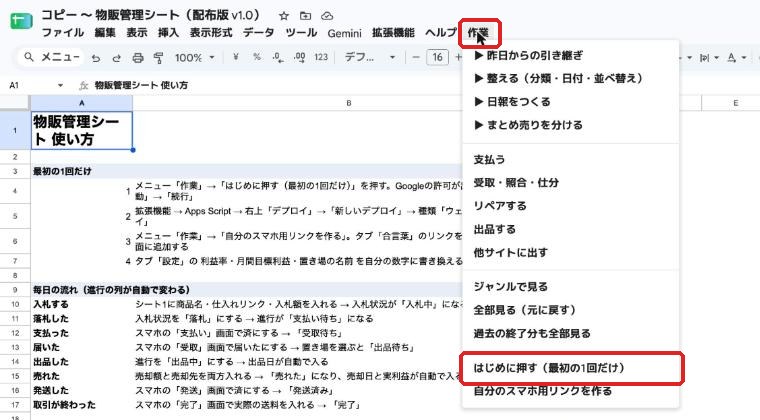 コピー ～ 物販管理シート（配布版 v1.0）
ファイル 編集 表示 挿入 表示形式 データ ツール Gemini 拡張機能 ヘルプ 作業
メニュー 100% ¥ % .0 .00 123 デフ... − 16
A1 fx 物販管理シート 使い方
A B E
1 物販管理シー
ト 使い方
2
3 最初の1回だけ
4 1 メニュー「作業」→「はじめに押す（最初の1回だけ）」を押す。Googleの許可が
動」→「続行」
5 2 拡張機能 → Apps Script → 右上「デプロイ」→「新しいデプロイ」→ 種類「ウェ
イ」
6 3 メニュー「作業」→「自分のスマホ用リンクを作る」。タブ「合言葉」のリンクを
面に追加する
7 4 タブ「設定」の 利益率・月間目標利益・置き場の名前 を自分の数字に書き換える
8
9 毎日の流れ（進行の列が自動で変わる）
10 入札する シート1に商品名・仕入れリンク・入札額を入れる → 入札状況が「入札中」にな
11 落札した 入札状況を「落札」にする → 進行が「支払い待ち」になる
12 支払った スマホの「支払い」画面で済にする → 「受取待ち」
13 届いた スマホの「受取」画面で届いたにする → 置き場を選ぶと「出品待ち」
14 出品した 進行を「出品中」にする → 出品日が自動で入る
15 売れた 売却額と売却先を両方入れる → 「売れた」になり、売却日と実利益が自動で入る
16 発送した スマホの「発送」画面で済にする → 「発送済み」
17 取引が終わった スマホの「完了」画面で実際の送料を入れる → 「完了」
18
▶ 昨日からの引き継ぎ
▶ 整える（分類・日付・並べ替え）
▶ 日報をつくる
▶ まとめ売りを分ける
支払う
受取・照合・仕分
リペアする
出品する
他サイトに出す
ジャンルで見る
全部見る（元に戻す）
過去の終了分も全部見る
はじめに押す（最初の1回だけ）
自分のスマホ用リンクを作る